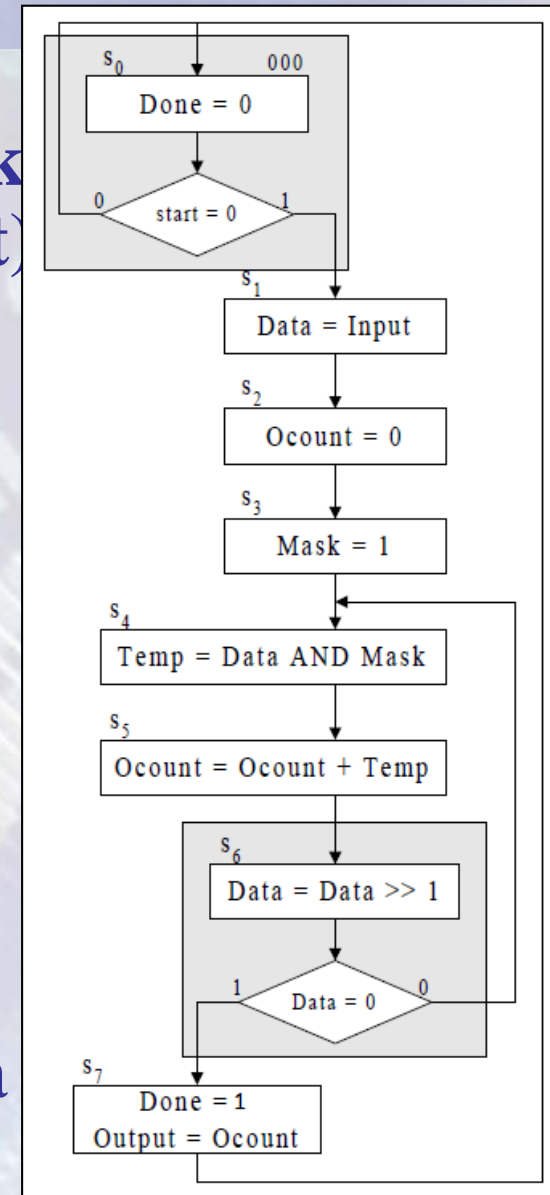 s0 000
Done = 0
k
0 start = 0 1
t)
s1
Data = Input
s2
Ocount = 0
s3
Mask = 1
s4
Temp = Data AND Mask
s5
Ocount = Ocount + Temp
s6
Data = Data >> 1
1 Data = 0 0
s7
Done = 1
Output = Ocount